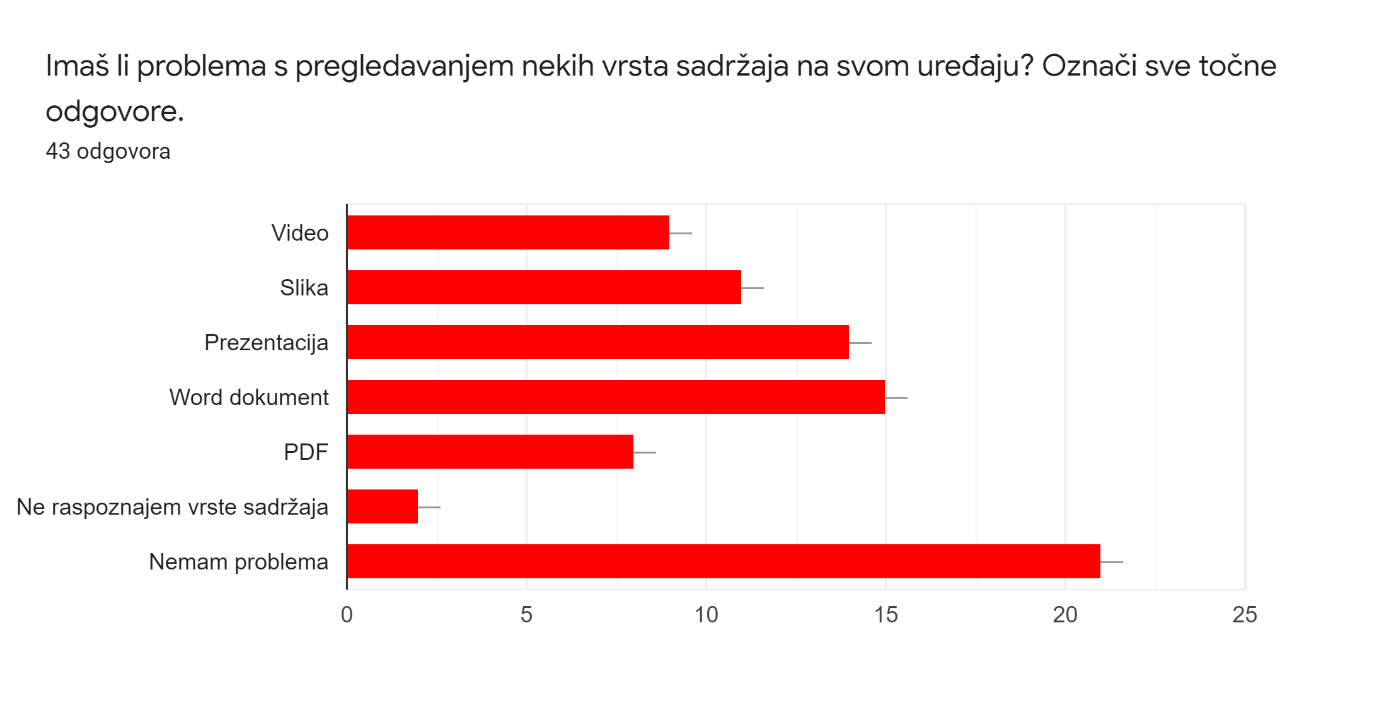 Imaš li problema s pregledavanjem nekih vrsta sadržaja na svom uređaju? Označi sve točne
odgovore.
43 odgovora
Video
Slika
Prezentacija
Word dokument
PDF
Ne raspoznajem vrste sadržaja
Nemam problema
0 5 10 15 20 25